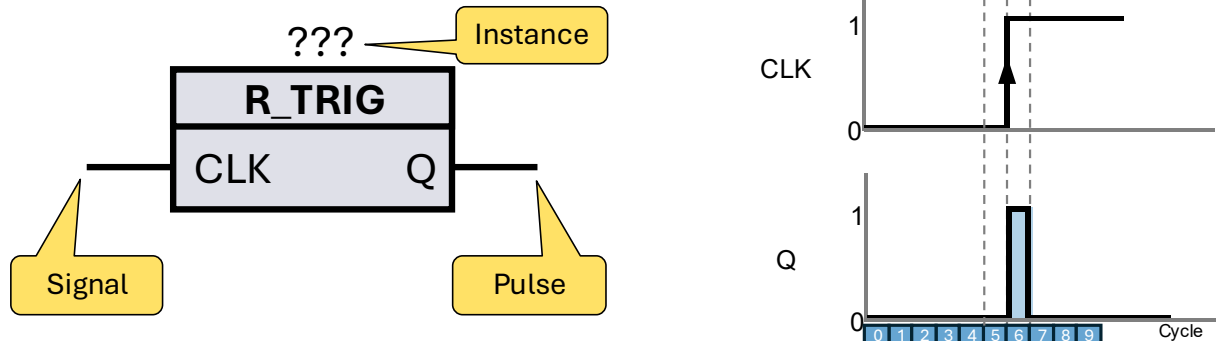 ???
Instance
R_TRIG
CLK Q
Signal
Pulse
1
CLK
0
1
Q
0
0 1 2 3 4 5 6 7 8 9
Cycle